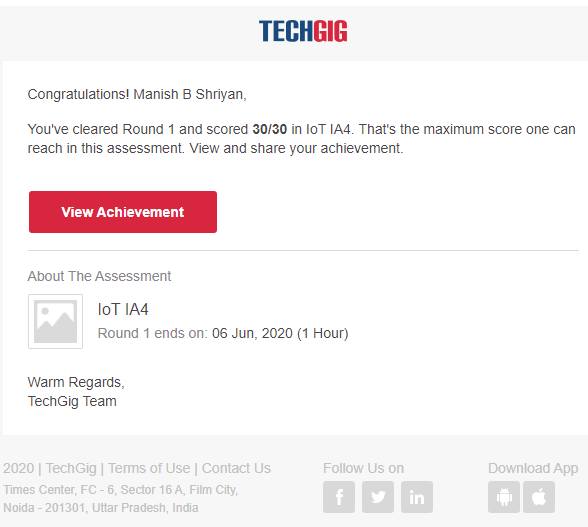 TECHGIG
Congratulations! Manish B Shriyan,
You've cleared Round 1 and scored 30/30 in IoT IA4. That's the maximum score one can
reach in this assessment. View and share your achievement.
View Achievement
About The Assessment
IoT IA4
Round 1 ends on: 06 Jun, 2020 (1 Hour)
Warm Regards,
TechGig Team
2020 | TechGig | Terms of Use | Contact Us
Times Center, FC - 6, Sector 16 A, Film City,
Noida - 201301, Uttar Pradesh, India
Follow Us on
Download App